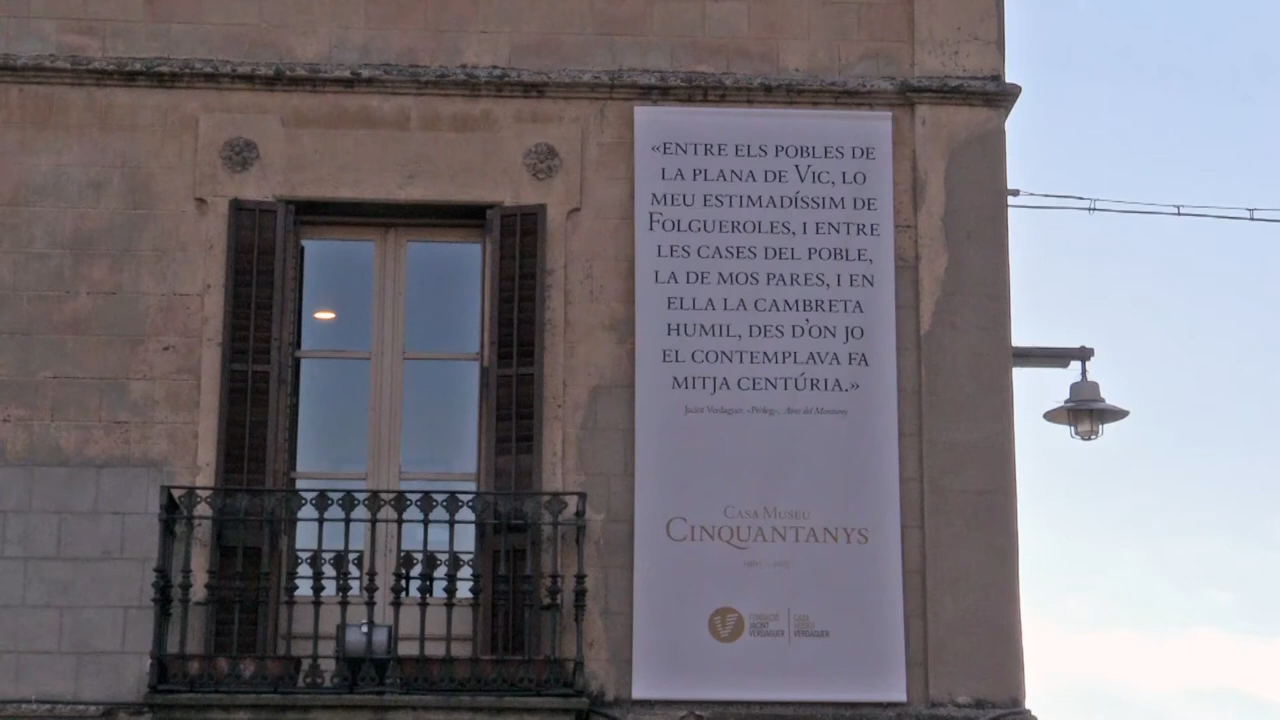 «ENTRE ELS POBLES DE
LA PLANA DE VIC, LO
MEU ESTIMADÍSSIM DE
FOLGUEROLES, I ENTRE
LES CASES DEL POBLE,
LA DE MOS PARES, I EN
ELLA LA CAMBRETA
HUMIL, DES D'ON JO
EL CONTEMPLAVA FA
MITJA CENTÚRIA.»
Jacint Verdaguer, «Pròleg», Aires del Montseny
CASA MUSEU
CINQUANTANYS
FUNDACIÓ JACINT VERDAGUER
CASA MUSEU VERDAGUER